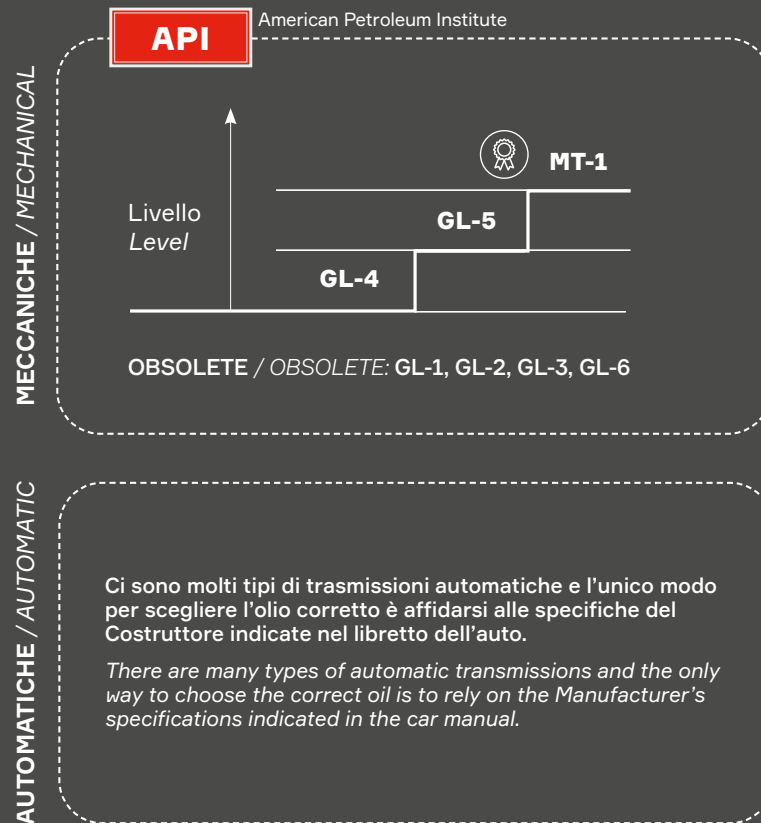 API
American Petroleum Institute
MECCANICHE / MECHANICAL
MT-1
Livello
Level
GL-5
GL-4
OBSOLETE / OBSOLETE: GL-1, GL-2, GL-3, GL-6
AUTOMATICHE / AUTOMATIC
Ci sono molti tipi di trasmissioni automatiche e l'unico modo
per scegliere l'olio corretto è affidarsi alle specifiche del
Costruttore indicate nel libretto dell'auto.
There are many types of automatic transmissions and the only
way to choose the correct oil is to rely on the Manufacturer's
specifications indicated in the car manual.